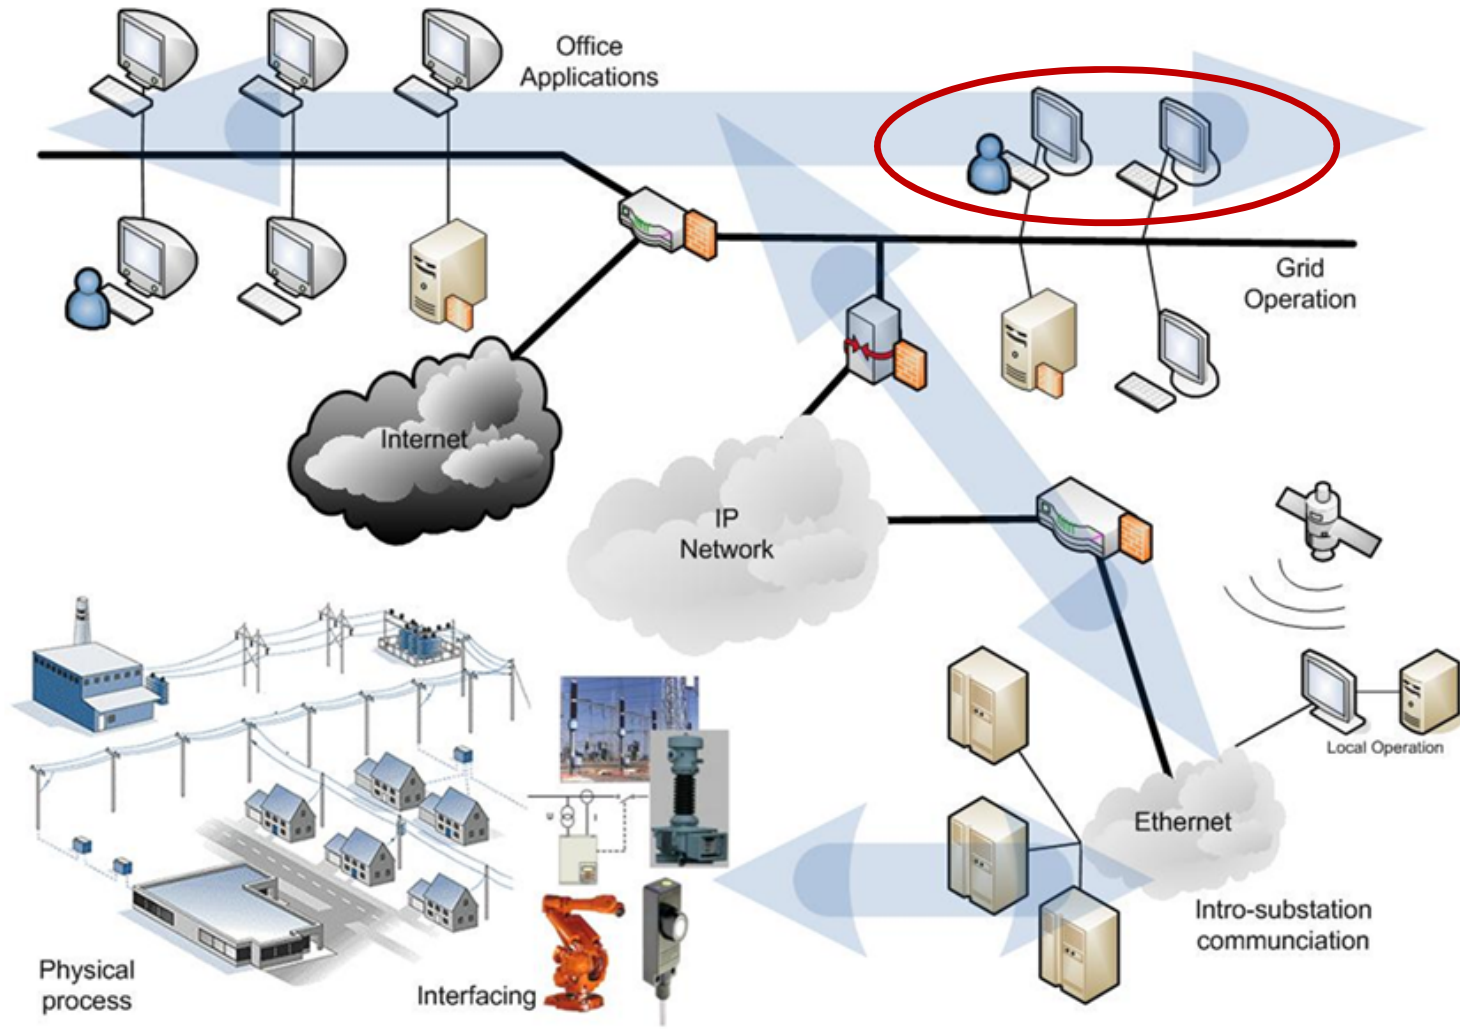 Office
Applications
Grid
Operation
Internet
IP
Network
Local Operation
Ethernet
Intro-substation
communciation
Physical
process
Interfacing